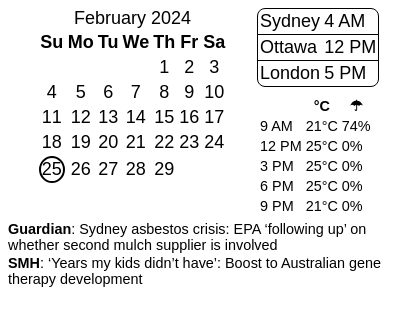 February 2024
Su Mo Tu We Th Fr Sa
1 2 3
4 5 6 7 8 9 10
11 12 13 14 15 16 17
18 19 20 21 22 23 24
25 26 27 28 29
Sydney 4 AM
Ottawa 12 PM
London 5 PM
°C ☂
9 AM 21°C 74%
12 PM 25°C 0%
3 PM 25°C 0%
6 PM 25°C 0%
9 PM 21°C 0%
Guardian: Sydney asbestos crisis: EPA ‘following up’ on
whether second mulch supplier is involved
SMH: ‘Years my kids didn’t have’: Boost to Australian gene
therapy development